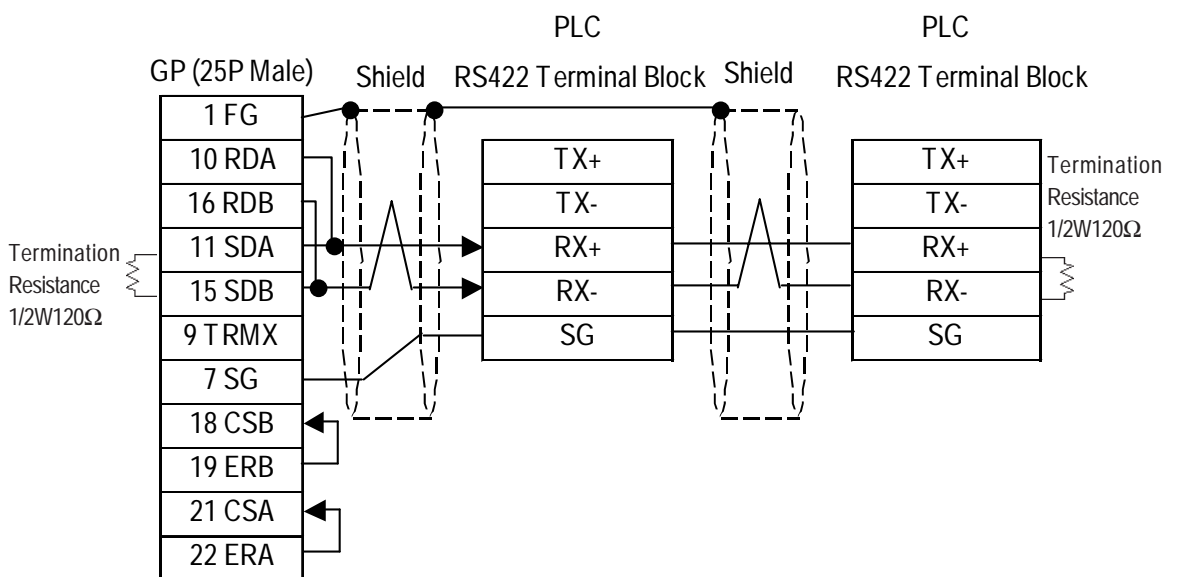 PLC
PLC
GP (25P Male)
Shield
RS422 Terminal Block
Shield
RS422 Terminal Block
1 FG
10 RDA
16 RDB
11 SDA
15 SDB
9 TRMX
7 SG
18 CSB
19 ERB
21 CSA
22 ERA
Termination
Resistance
1/2W120Ω
TX+
TX-
RX+
RX-
SG
TX+
TX-
RX+
RX-
SG
Termination
Resistance
1/2W120Ω